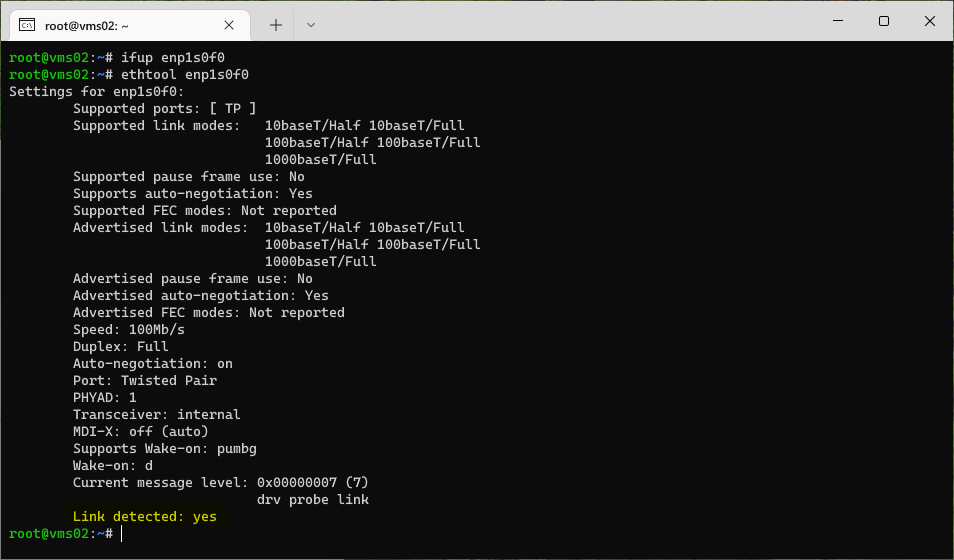 root@vms02: ~
root@vms02:~# ifup enp1s0f0
root@vms02:~# ethtool enp1s0f0
Settings for enp1s0f0:
        Supported ports: [ TP ]
        Supported link modes:   10baseT/Half 10baseT/Full
                                100baseT/Half 100baseT/Full
                                1000baseT/Full
        Supported pause frame use: No
        Supports auto-negotiation: Yes
        Supported FEC modes: Not reported
        Advertised link modes:  10baseT/Half 10baseT/Full
                                100baseT/Half 100baseT/Full
                                1000baseT/Full
        Advertised pause frame use: No
        Advertised auto-negotiation: Yes
        Advertised FEC modes: Not reported
        Speed: 100Mb/s
        Duplex: Full
        Auto-negotiation: on
        Port: Twisted Pair
        PHYAD: 1
        Transceiver: internal
        MDI-X: off (auto)
        Supports Wake-on: pumbg
        Wake-on: d
        Current message level: 0x00000007 (7)
                               drv probe link
        Link detected: yes
root@vms02:~#